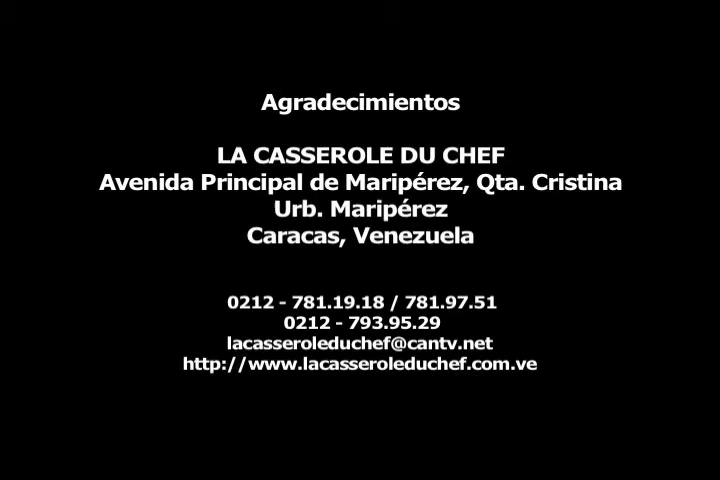 Agradecimientos
LA CASSEROLE DU CHEF
Avenida Principal de Maripérez, Qta. Cristina
Urb. Maripérez
Caracas, Venezuela
0212 - 781.19.18 / 781.97.51
0212 - 793.95.29
lacasseroleduchef@cantv.net
http://www.lacasseroleduchef.com.ve